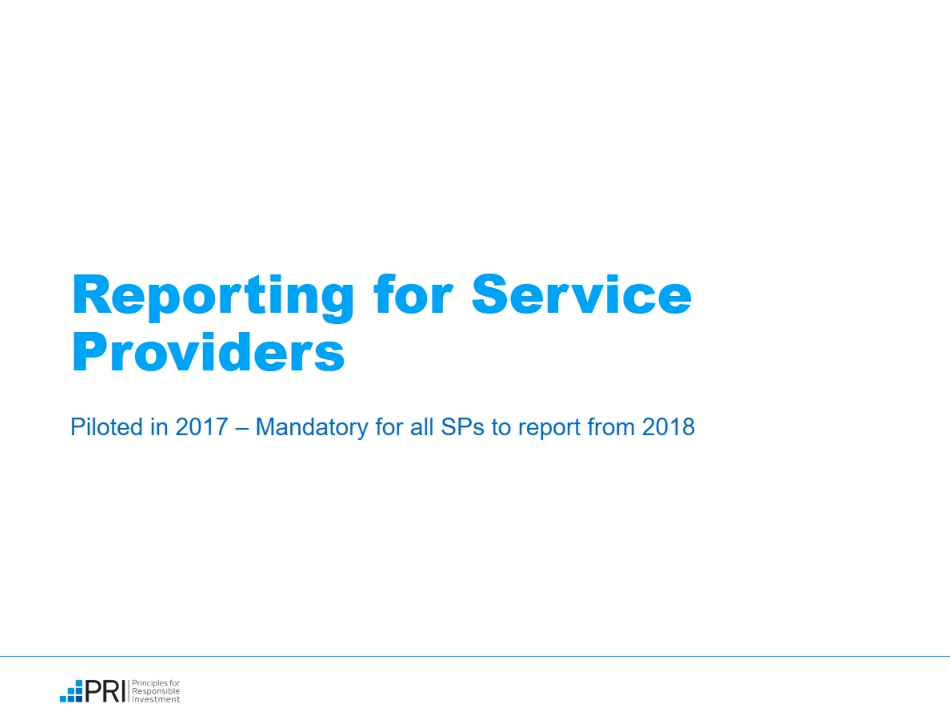 Reporting for Service
Providers
Piloted in 2017 – Mandatory for all SPs to report from 2018
PRI
Principles for
Responsible
Investment